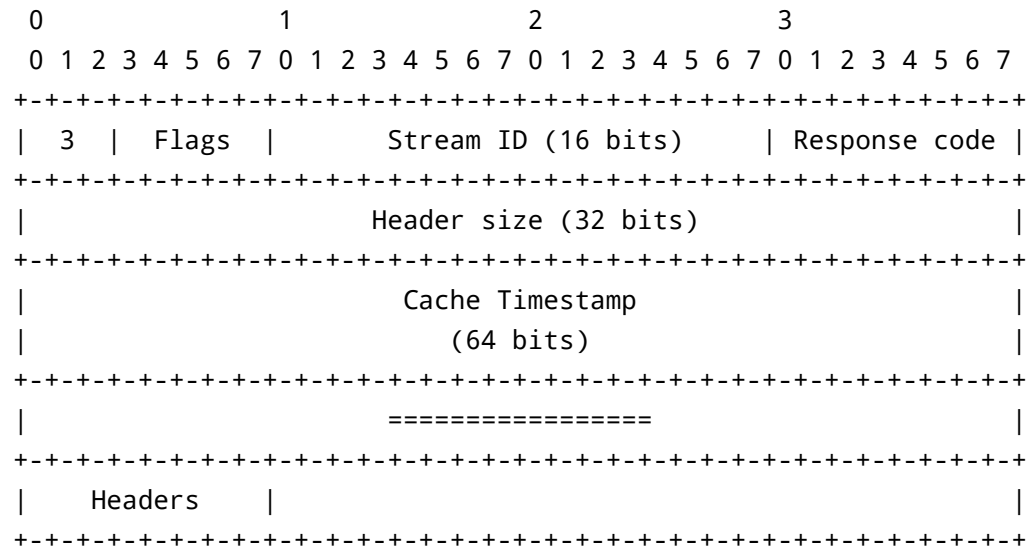 0                               1                               2                               3
 0 1 2 3 4 5 6 7 0 1 2 3 4 5 6 7 0 1 2 3 4 5 6 7 0 1 2 3 4 5 6 7
+-+-+-+-+-+-+-+-+-+-+-+-+-+-+-+-+-+-+-+-+-+-+-+-+-+-+-+-+-+-+-+-+
|  3  |  Flags  |       Stream ID (16 bits)     | Response code |
+-+-+-+-+-+-+-+-+-+-+-+-+-+-+-+-+-+-+-+-+-+-+-+-+-+-+-+-+-+-+-+-+
|                      Header size (32 bits)                    |
+-+-+-+-+-+-+-+-+-+-+-+-+-+-+-+-+-+-+-+-+-+-+-+-+-+-+-+-+-+-+-+-+
|                        Cache Timestamp                        |
|                           (64 bits)                           |
+-+-+-+-+-+-+-+-+-+-+-+-+-+-+-+-+-+-+-+-+-+-+-+-+-+-+-+-+-+-+-+-+
|                       =================                       |
+-+-+-+-+-+-+-+-+-+-+-+-+-+-+-+-+-+-+-+-+-+-+-+-+-+-+-+-+-+-+-+-+
|    Headers    |                                               |
+-+-+-+-+-+-+-+-+-+-+-+-+-+-+-+-+-+-+-+-+-+-+-+-+-+-+-+-+-+-+-+-+